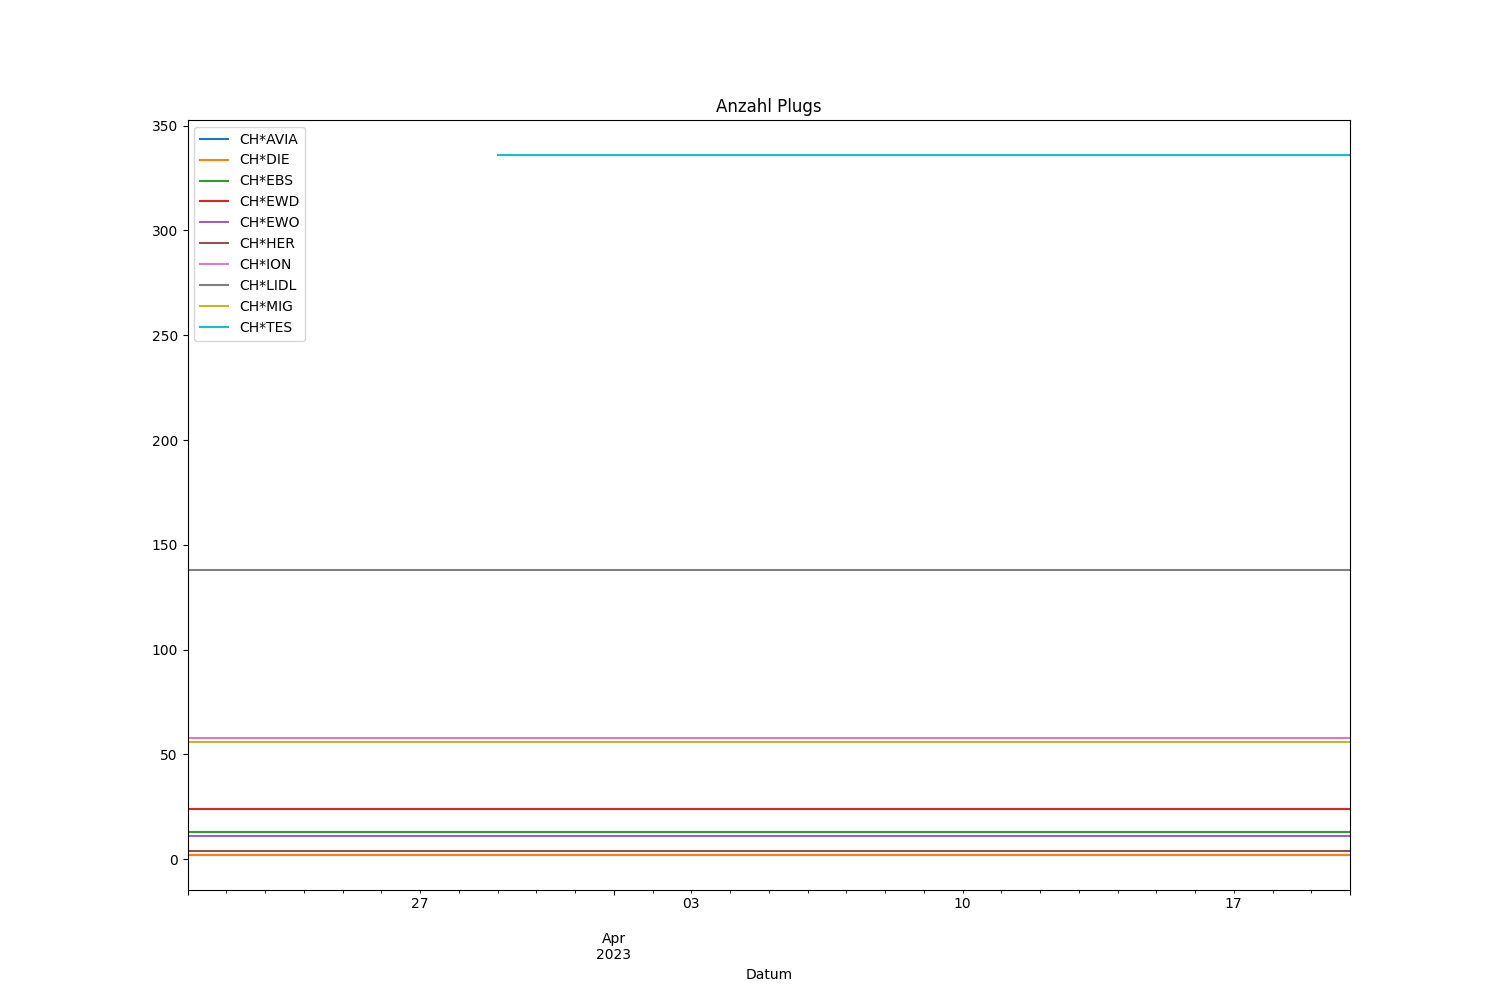 Anzahl Plugs
350
300
250
200
150
100
50
0
CH*AVIA
CH*DIE
CH*EBS
CH*EWD
CH*EWO
CH*HER
CH*ION
CH*LIDL
CH*MIG
CH*TES
27 03 10 17
Apr
2023
Datum